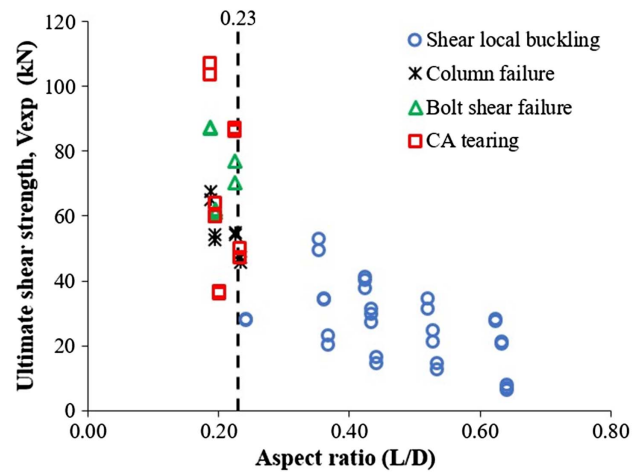 0.23
120
100
80
60
40
20
0
Ultimate shear strength, Vexp (kN)
Shear local buckling
Column failure
Bolt shear failure
CA tearing
0.00 0.20 0.40 0.60 0.80
Aspect ratio (L/D)